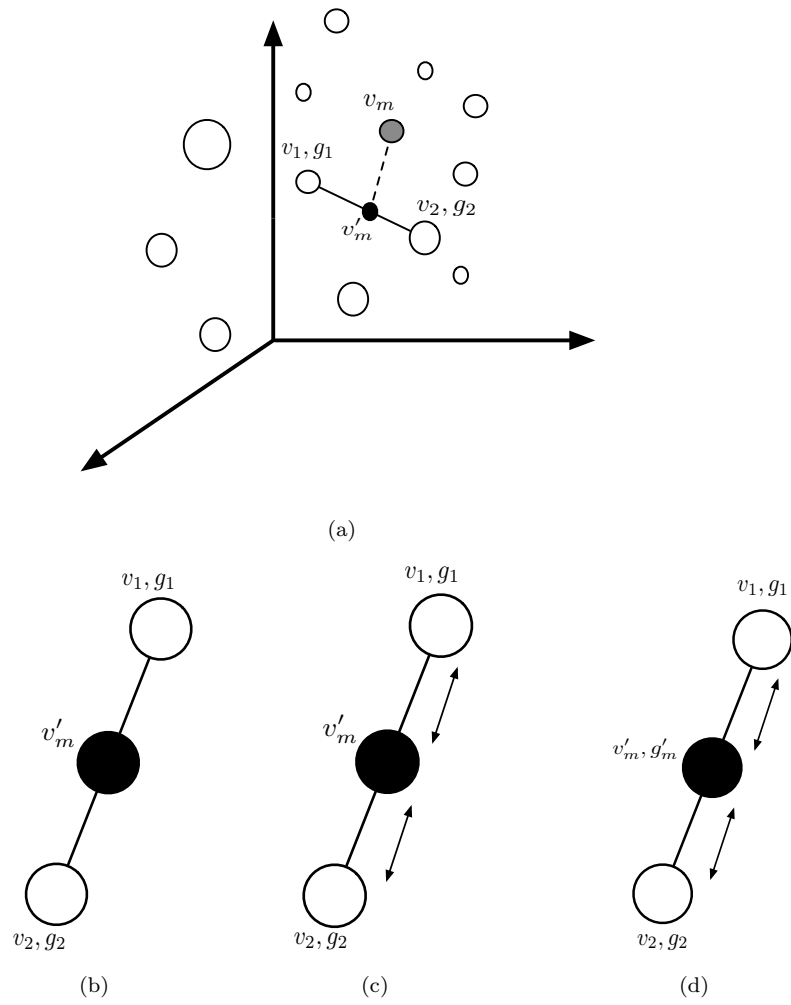 v_m
v_1, g_1
v_2, g_2
v'_m
(a)
v_1, g_1
v'_m
v_2, g_2
(b)
v_1, g_1
v'_m
v_2, g_2
(c)
v_1, g_1
v'_m, g'_m
v_2, g_2
(d)